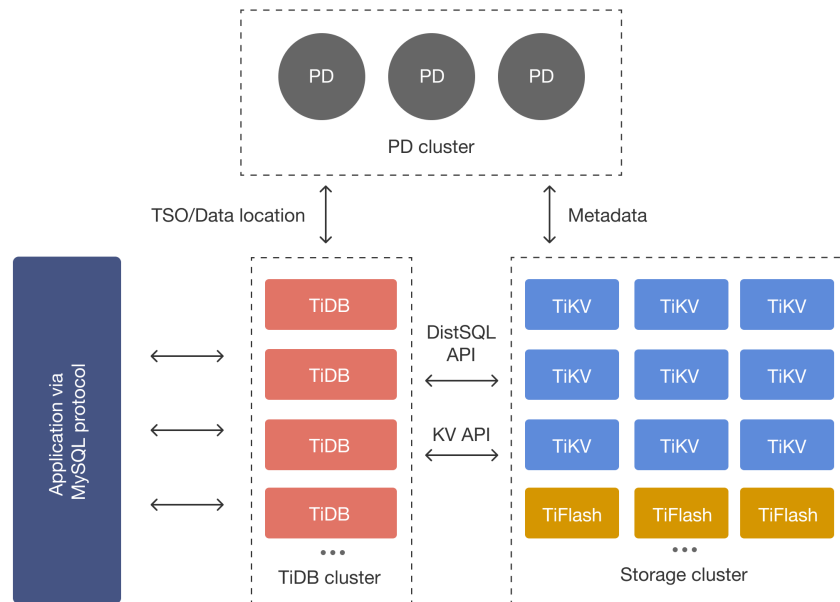 PD PD PD
PD cluster
TSO/Data location
Metadata
Application via
MySQL protocol
TiDB
TiDB
TiDB
TiDB
•••
TiDB cluster
DistSQL
API
KV API
TiKV TiKV TiKV
TiKV TiKV TiKV
TiKV TiKV TiKV
TiFlash TiFlash TiFlash
•••
Storage cluster